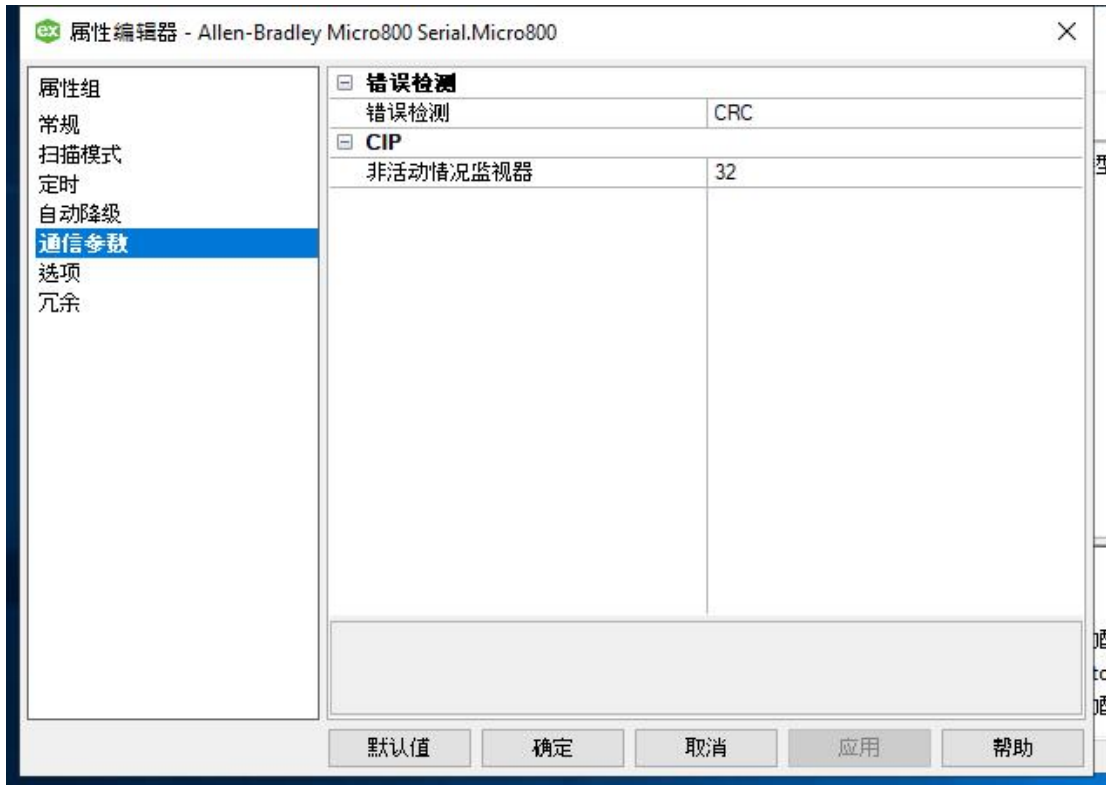 ex 属性编辑器 - Allen-Bradley Micro800 Serial.Micro800
属性组
常规
扫描模式
定时
自动降级
通信参数
选项
冗余
错误检测
错误检测 CRC
CIP
非活动情况监视器 32
默认值 确定 取消 应用 帮助